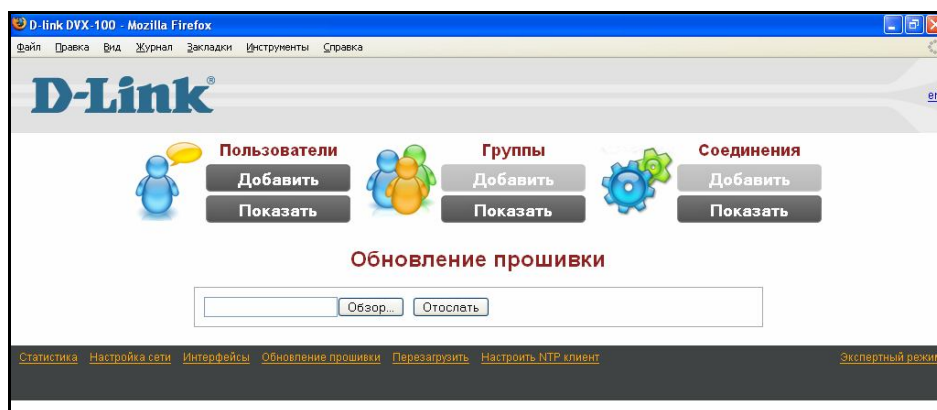 D-link DVX-100 - Mozilla Firefox
Файл Правка Вид Журнал Закладки Инструменты Справка
D-Link®
en
Пользователи Группы Соединения
Добавить Добавить Добавить
Показать Показать Показать
Обновление прошивки
Обзор... Отослать
Статистика Настройка сети Интерфейсы Обновление прошивки Перезагрузить Настроить NTP клиент Экспертный режим